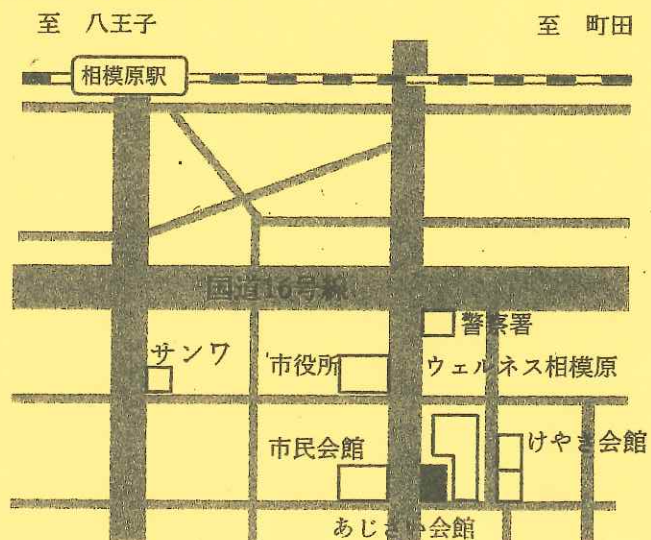 至 八王子
至 町田
相模原駅
国道16号線
警察署
サンワ
市役所
ウェルネス相模原
けやき会館
市民会館
あじさい会館